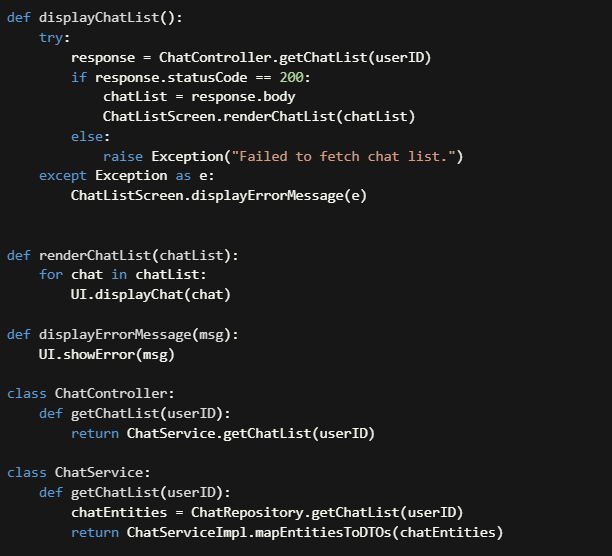 def displayChatList():
    try:
        response = ChatController.getChatList(userID)
        if response.statusCode == 200:
            chatList = response.body
            ChatListScreen.renderChatList(chatList)
        else:
            raise Exception("Failed to fetch chat list.")
    except Exception as e:
        ChatListScreen.displayErrorMessage(e)
def renderChatList(chatList):
    for chat in chatList:
        UI.displayChat(chat)
def displayErrorMessage(msg):
    UI.showError(msg)
class ChatController:
    def getChatList(userID):
        return ChatService.getChatList(userID)
class ChatService:
    def getChatList(userID):
        chatEntities = ChatRepository.getChatList(userID)
        return ChatServiceImpl.mapEntitiesToDTOs(chatEntities)